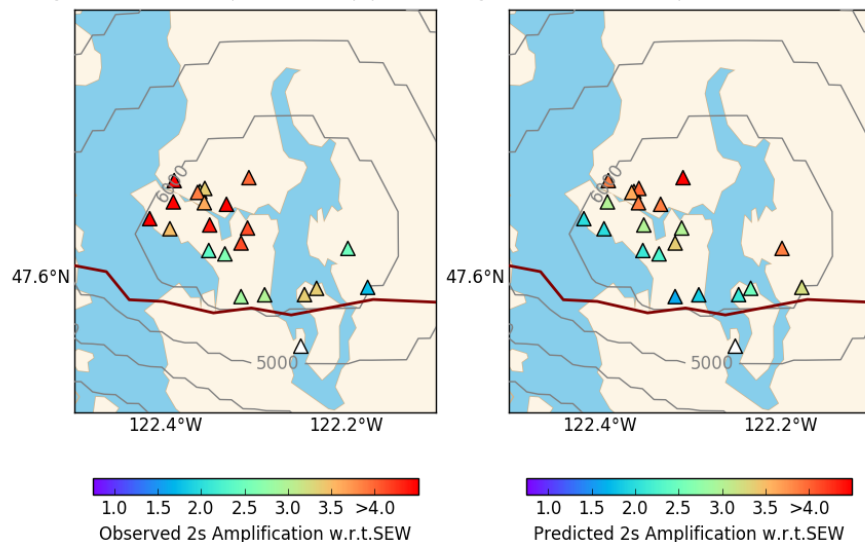 6000
47.6°N
5000
5000
122.4°W 122.2°W 122.4°W 122.2°W
1.0 1.5 2.0 2.5 3.0 3.5 >4.0
1.0 1.5 2.0 2.5 3.0 3.5 >4.0
Observed 2s Amplification w.r.t.SEW
Predicted 2s Amplification w.r.t.SEW